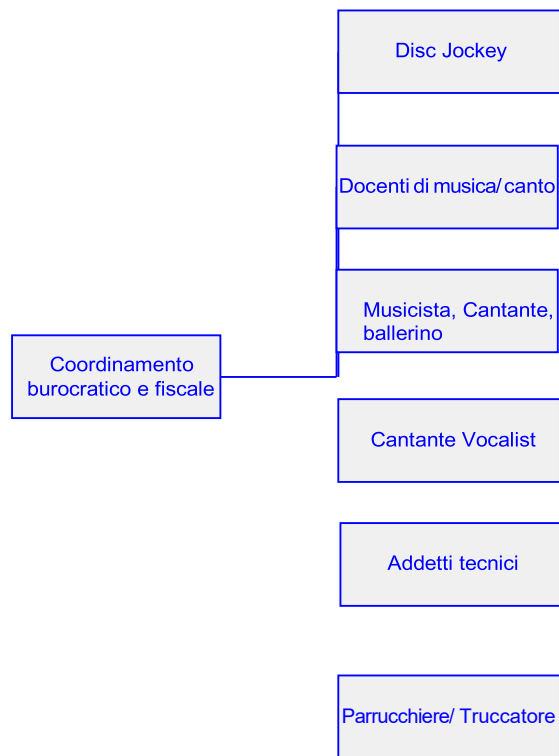 Disc Jockey
Docenti di musica/ canto
Musicista, Cantante,
ballerino
Coordinamento
burocratico e fiscale
Cantante Vocalist
Addetti tecnici
Parrucchiere/ Truccatore